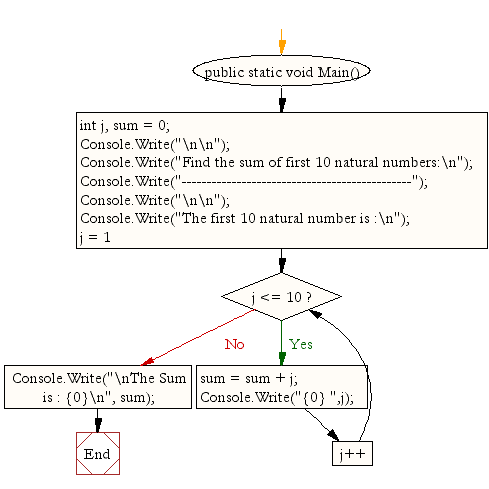 public static void Main()
int j, sum = 0;
Console.Write("\n\n");
Console.Write("Find the sum of first 10 natural numbers:\n");
Console.Write("----------------------------------------------");
Console.Write("\n\n");
Console.Write("The first 10 natural number is :\n");
j = 1
j <= 10 ?
No
Yes
Console.Write("\nThe Sum
is : {0}\n", sum);
sum = sum + j;
Console.Write("{0} ",j);
j++
End